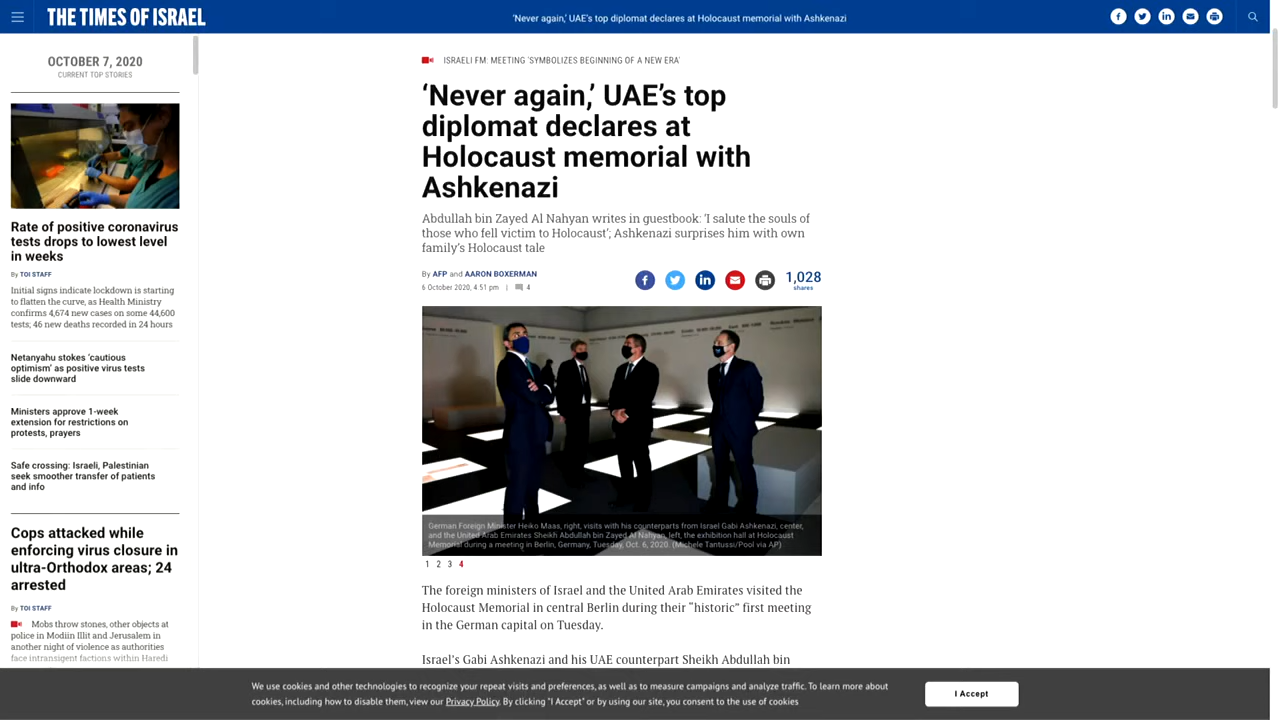 THE TIMES OF ISRAEL
‘Never again,’ UAE’s top diplomat declares at Holocaust memorial with Ashkenazi
OCTOBER 7, 2020
CURRENT TOP STORIES
Rate of positive coronavirus
tests drops to lowest level
in weeks
By TOI STAFF
Initial signs indicate lockdown is starting
to flatten the curve, as Health Ministry
confirms 4,674 new cases on some 44,600
tests; 46 new deaths recorded in 24 hours
Netanyahu stokes ‘cautious
optimism’ as positive virus tests
slide downward
Ministers approve 1-week
extension for restrictions on
protests, prayers
Safe crossing: Israeli, Palestinian
seek smoother transfer of patients
and info
Cops attacked while
enforcing virus closure in
ultra-Orthodox areas; 24
arrested
By TOI STAFF
Mobs throw stones, other objects at
police in Modiin Illit and Jerusalem in
another night of violence as authorities
face intransigent factions within Haredi
ISRAELI FM: MEETING ‘SYMBOLIZES BEGINNING OF A NEW ERA’
‘Never again,’ UAE’s top
diplomat declares at
Holocaust memorial with
Ashkenazi
Abdullah bin Zayed Al Nahyan writes in guestbook: ‘I salute the souls of
those who fell victim to Holocaust’; Ashkenazi surprises him with own
family’s Holocaust tale
By AFP and AARON BOXERMAN
6 October 2020, 4:51 pm | 4
1,028
shares
German Foreign Minister Heiko Maas, right, visits with his counterparts from Israel Gabi Ashkenazi, center,
and the United Arab Emirates Sheikh Abdullah bin Zayed Al Nahyan, left, the exhibition hall at Holocaust
Memorial during a meeting in Berlin, Germany, Tuesday, Oct. 6, 2020. (Michele Tantussi/Pool via AP)
1 2 3 4
The foreign ministers of Israel and the United Arab Emirates visited the
Holocaust Memorial in central Berlin during their “historic” first meeting
in the German capital on Tuesday.
Israel’s Gabi Ashkenazi and his UAE counterpart Sheikh Abdullah bin
We use cookies and other technologies to recognize your repeat visits and preferences, as well as to measure campaigns and analyze traffic. To learn more about
cookies, including how to disable them, view our Privacy Policy. By clicking "I Accept" or by using our site, you consent to the use of cookies
I Accept